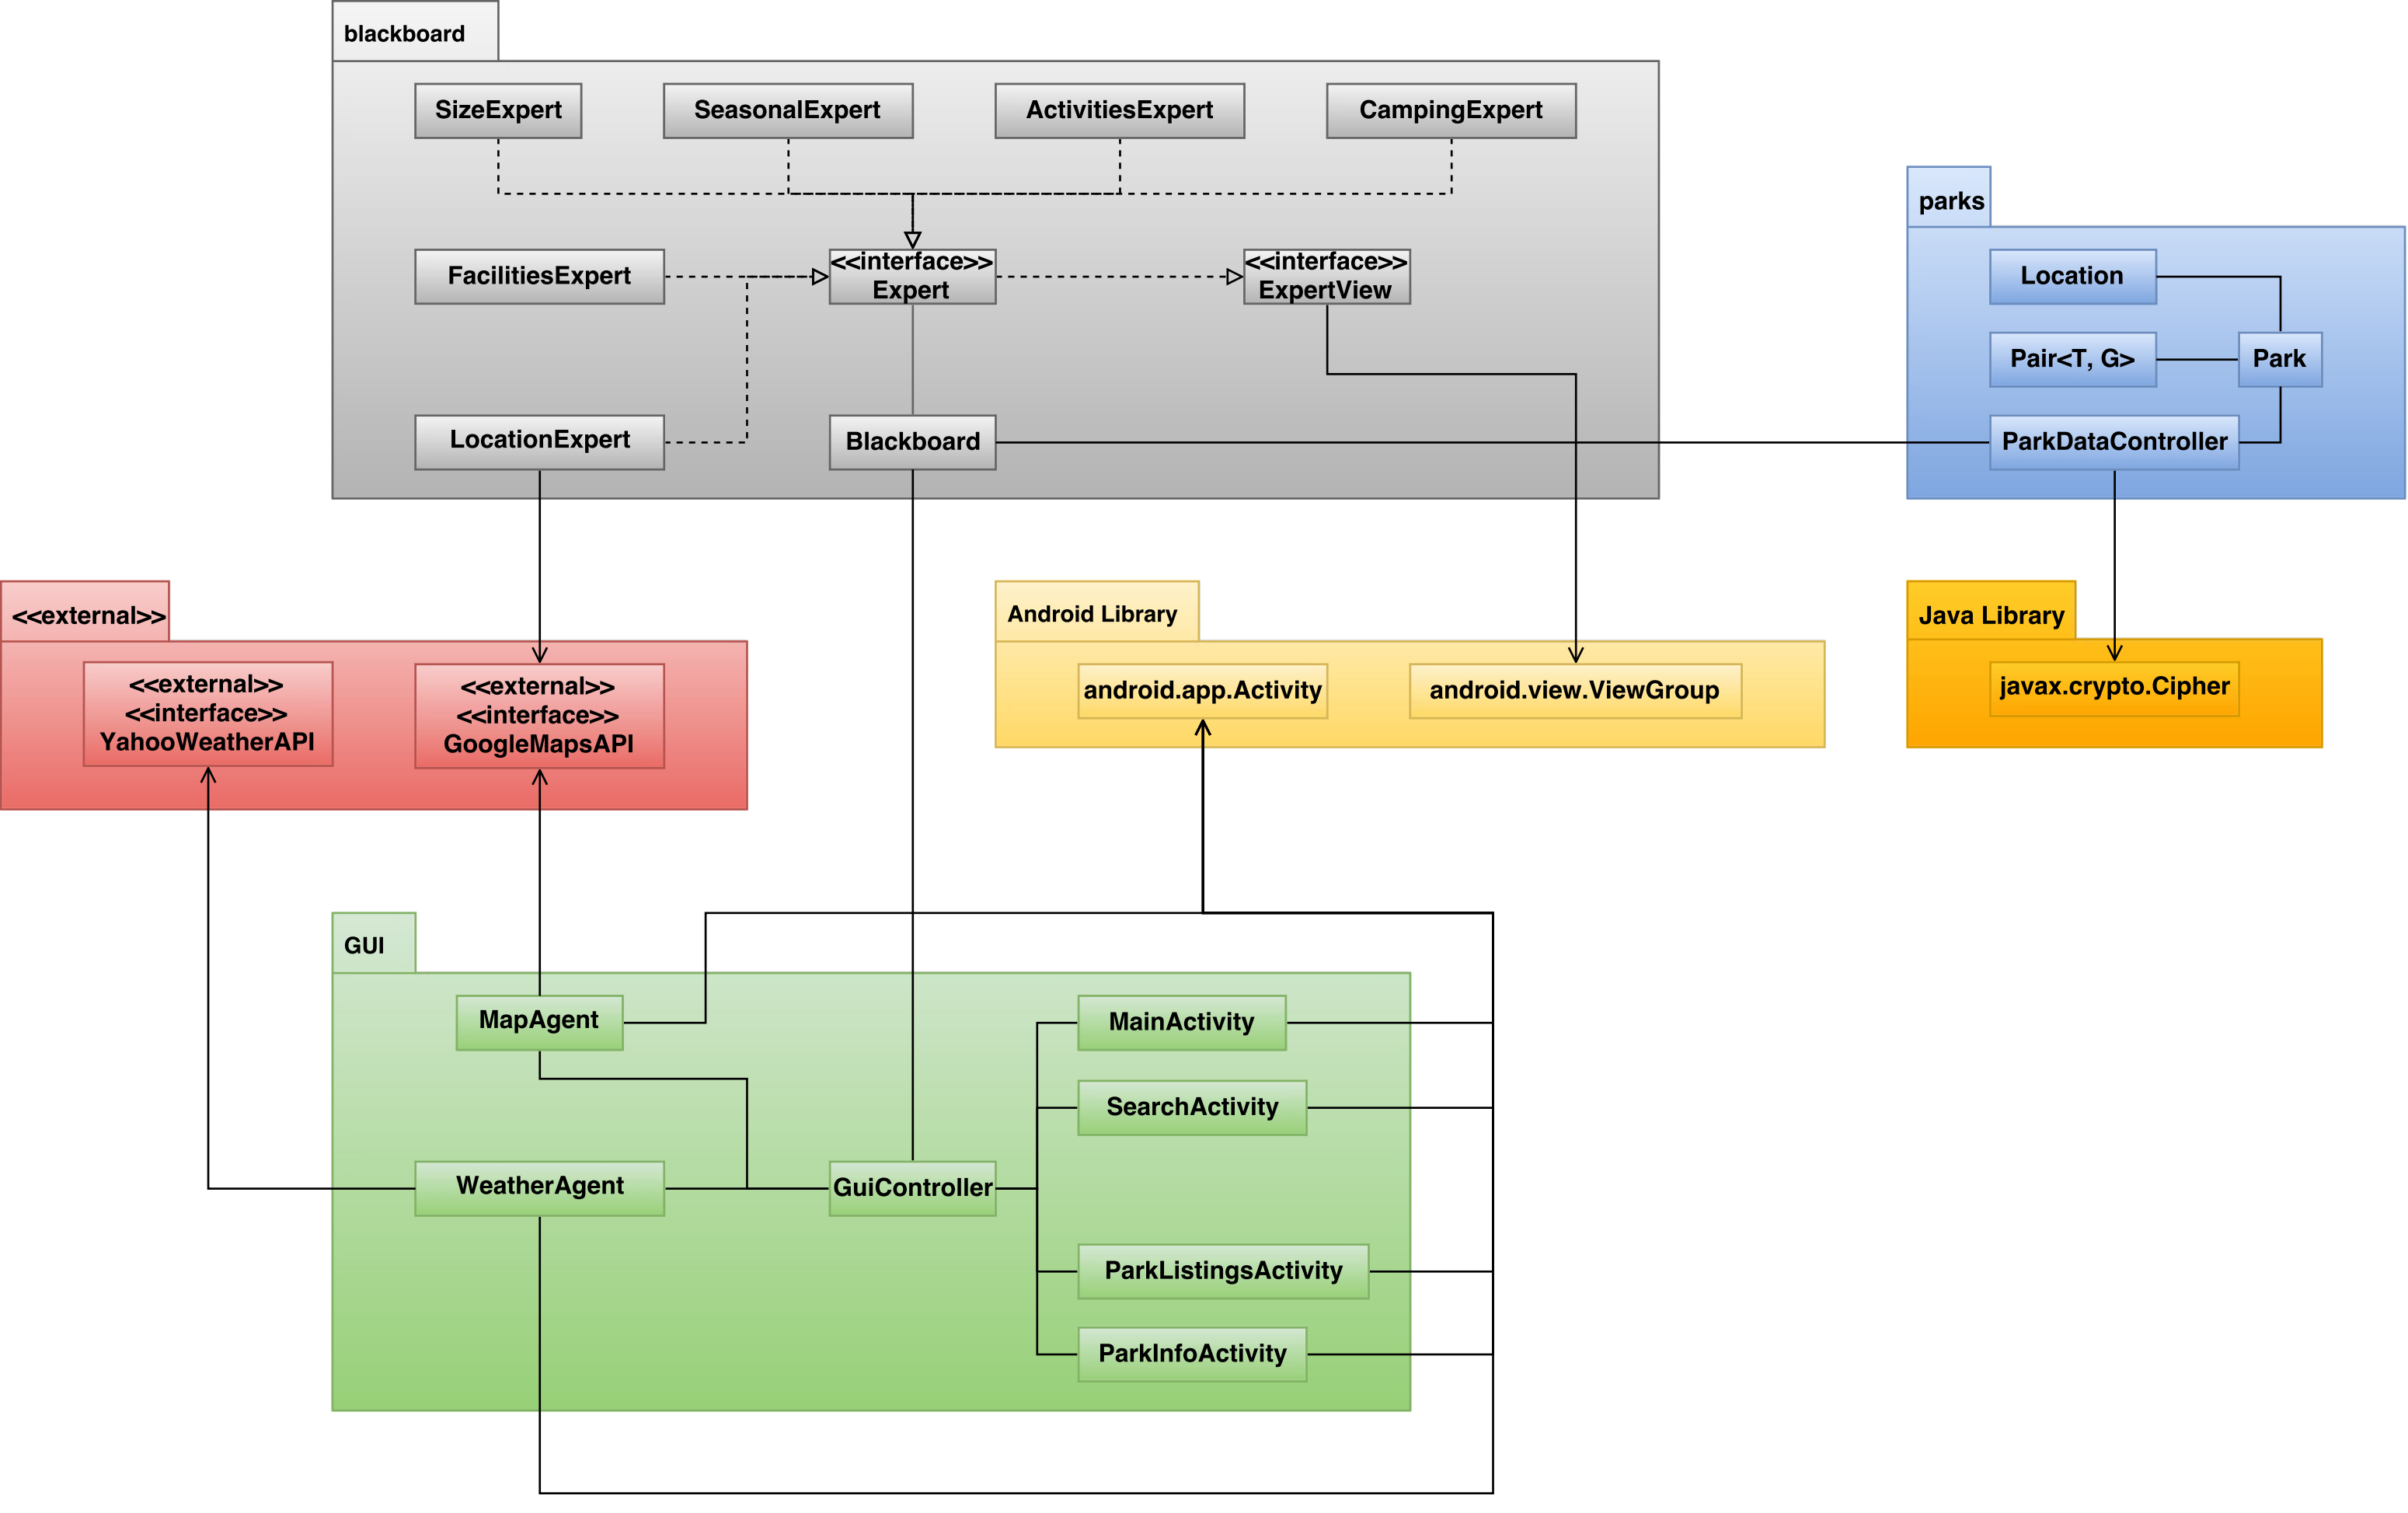 blackboard
SizeExpert
SeasonalExpert
ActivitiesExpert
CampingExpert
parks
FacilitiesExpert
<<interface>>
Expert
<<interface>>
ExpertView
Location
Pair<T, G>
Park
LocationExpert
Blackboard
ParkDataController
<<external>>
Android Library
Java Library
<<external>>
<<interface>>
YahooWeatherAPI
<<external>>
<<interface>>
GoogleMapsAPI
android.app.Activity
android.view.ViewGroup
javax.crypto.Cipher
GUI
MapAgent
MainActivity
SearchActivity
WeatherAgent
GuiController
ParkListingsActivity
ParkInfoActivity